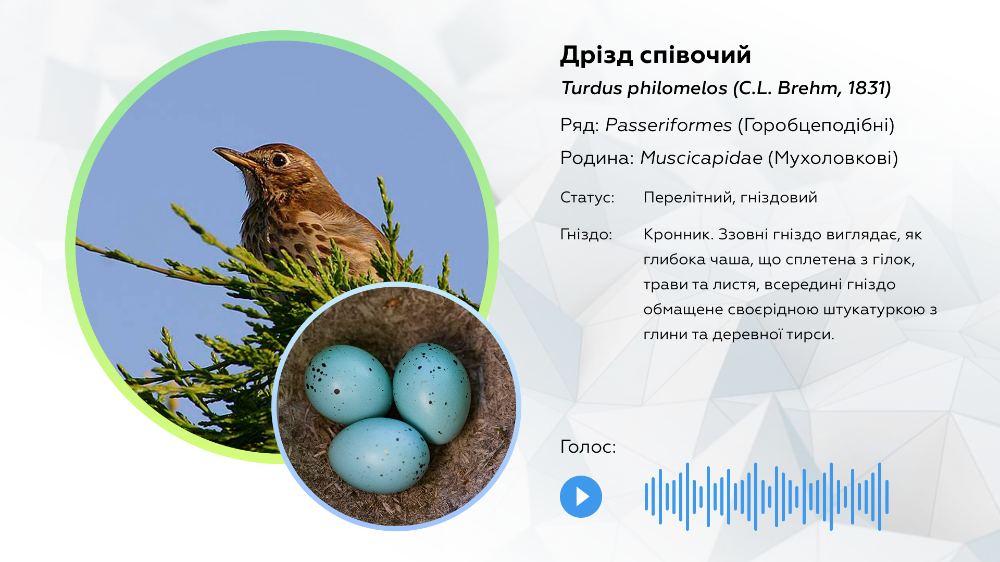 Дрізд співочий
Turdus philomelos (C.L. Brehm, 1831)
Ряд: Passeriformes (Горобцеподібні)
Родина: Muscicapidae (Мухоловкові)
Статус: Перелітний, гніздовий
Гніздо: Кронник. Ззовні гніздо виглядає, як
глибока чаша, що сплетена з гілок,
трави та листя, всередині гніздо
обмащене своєрідною штукатуркою з
глини та деревної тирси.
Голос: